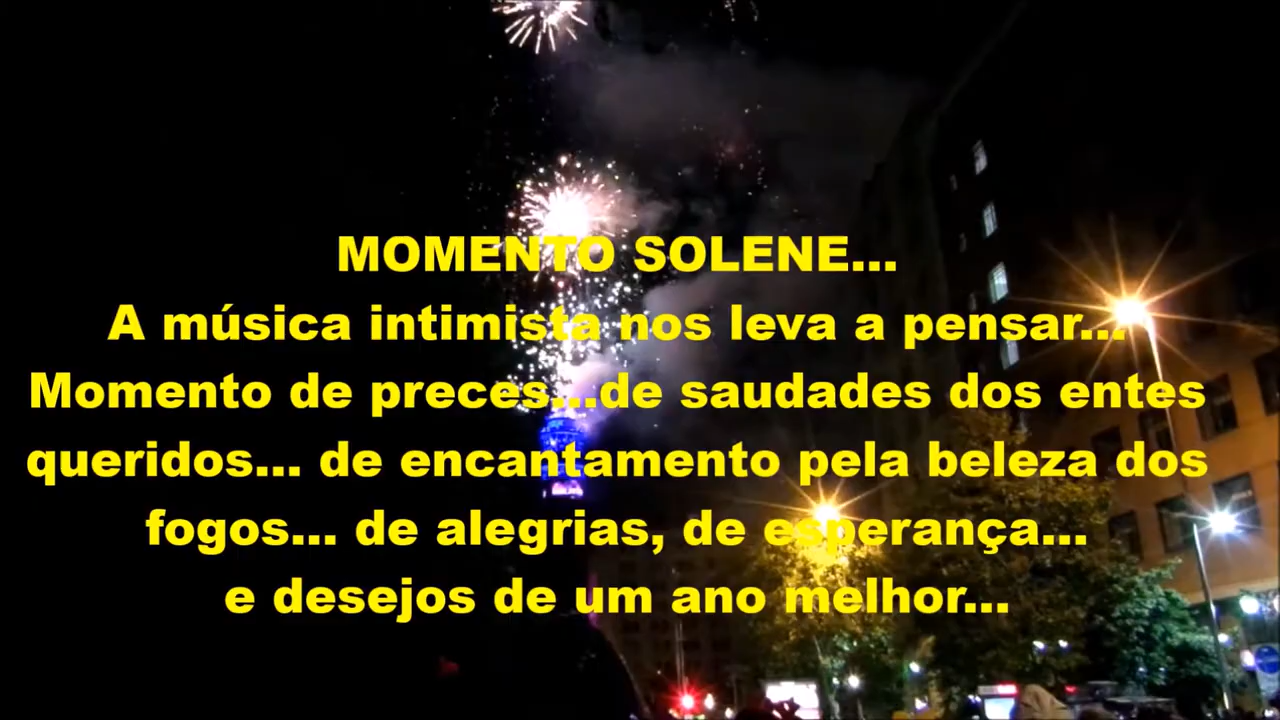 MOMENTO SOLENE...
A música intimista nos leva a pensar...
Momento de preces...de saudades dos entes
queridos... de encantamento pela beleza dos
fogos... de alegrias, de esperança...
e desejos de um ano melhor...